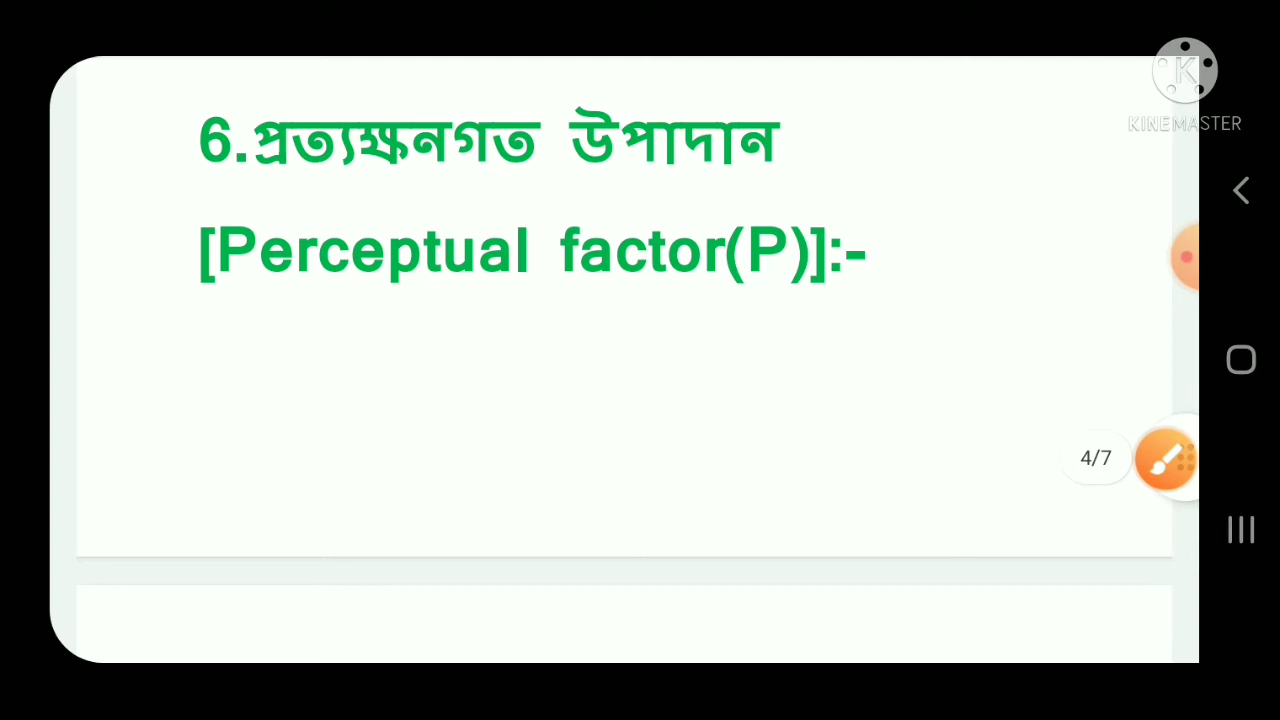 6.প্রত্যক্ষনগত উপাদান
[Perceptual factor(P)]:-
4/7
K
KINEMASTER